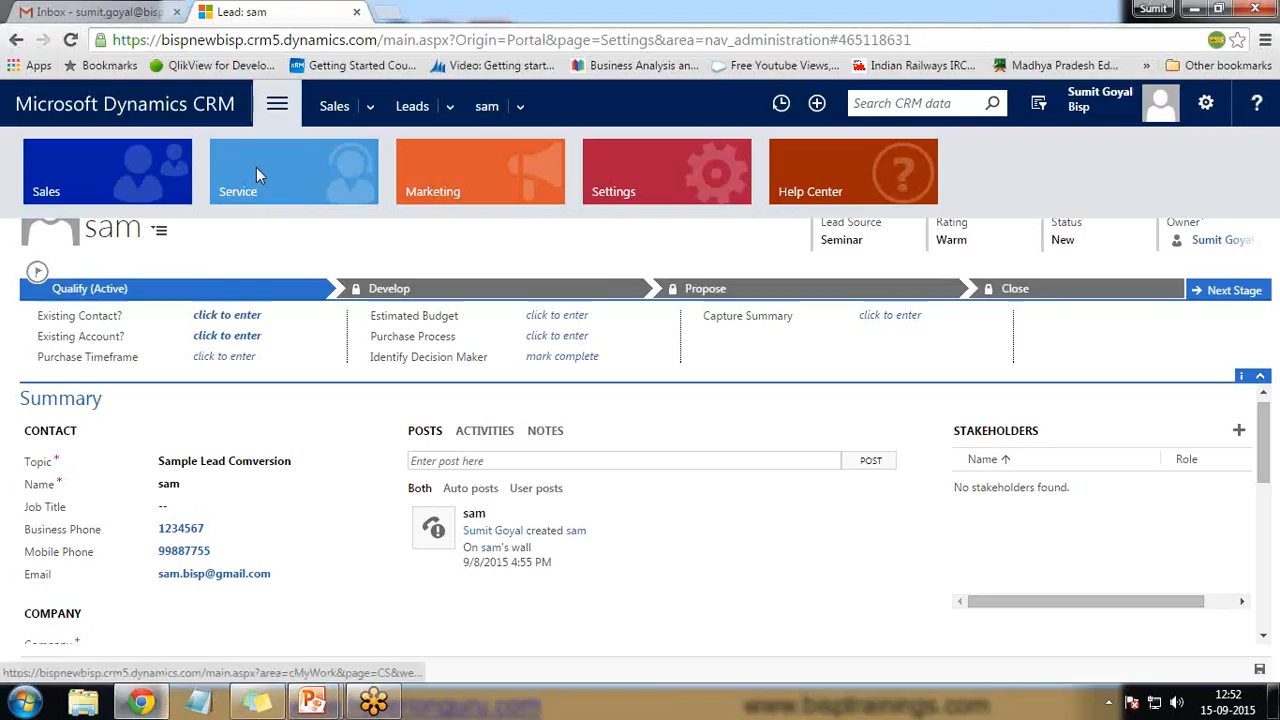 Inbox - sumit.goyal@bisp
Lead: sam
Sumit
https://bispnewbisp.crm5.dynamics.com/main.aspx?Origin=Portal&page=Settings&area=nav_administration#465118631
Apps
Bookmarks
QlikView for Develo...
Getting Started Cou...
Video: Getting start...
Business Analysis an...
Free Youtube Views,...
Indian Railways IRC...
Madhya Pradesh Ed...
»
Other bookmarks
Microsoft Dynamics CRM
Sales
Leads
sam
Search CRM data
Sumit Goyal
Bisp
?
Sales
Service
Marketing
Settings
Help Center
sam
Lead Source
Seminar
Rating
Warm
Status
New
Owner*
Sumit Goyal
Qualify (Active)
Develop
Propose
Close
Next Stage
Existing Contact? click to enter
Existing Account? click to enter
Purchase Timeframe click to enter
Estimated Budget click to enter
Purchase Process click to enter
Identify Decision Maker mark complete
Capture Summary click to enter
Summary
CONTACT
Topic* Sample Lead Comversion
Name* sam
Job Title --
Business Phone 1234567
Mobile Phone 99887755
Email sam.bisp@gmail.com
COMPANY
Company*
POSTS ACTIVITIES NOTES
Enter post here
POST
Both Auto posts User posts
sam
Sumit Goyal created sam
On sam's wall
9/8/2015 4:55 PM
STAKEHOLDERS
Name Role
No stakeholders found.
https://bispnewbisp.crm5.dynamics.com/main.aspx?area=cMyWork&page=CS&we...
www.bisptrainings.com
12:52
15-09-2015